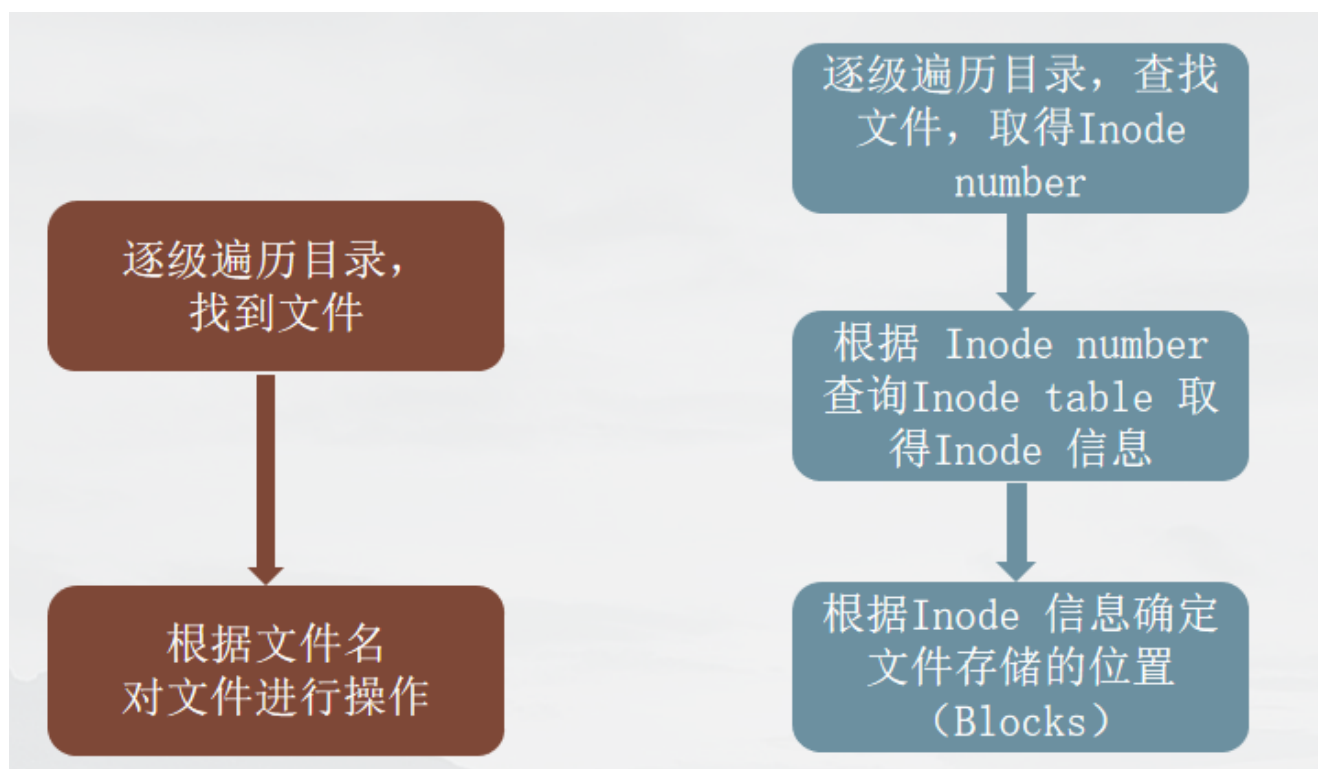 逐级遍历目录，
找到文件
根据文件名
对文件进行操作
逐级遍历目录，查找
文件，取得Inode
number
根据 Inode number
查询Inode table 取
得Inode 信息
根据Inode 信息确定
文件存储的位置
（Blocks）